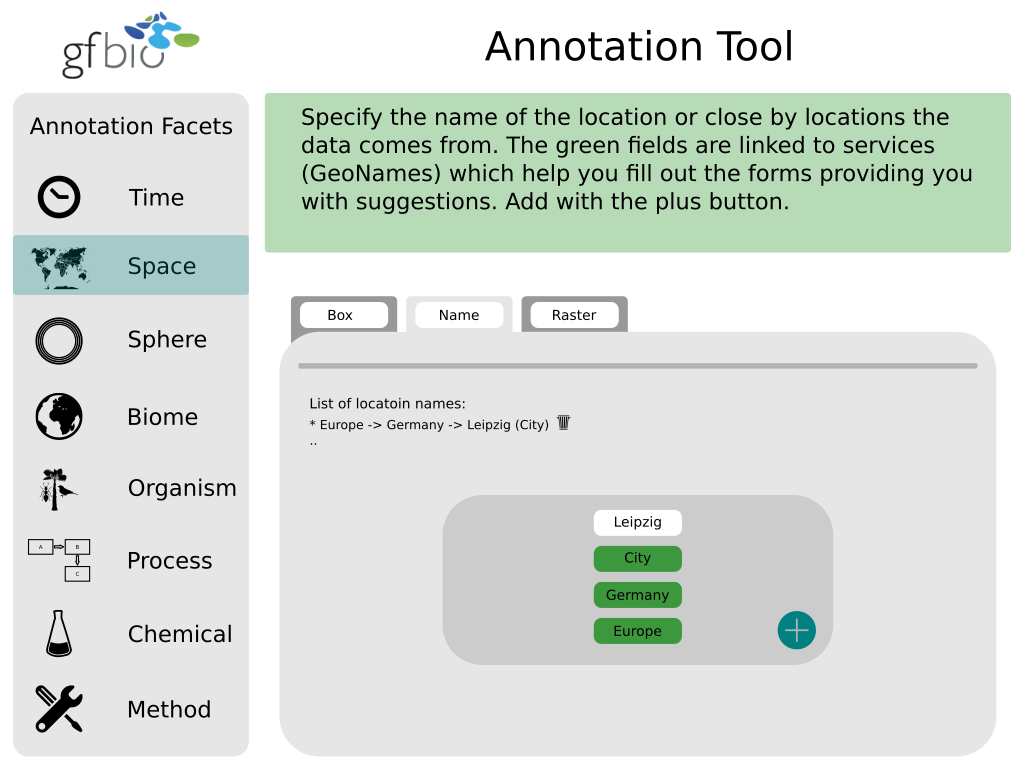 gfbio
Annotation Tool
Annotation Facets
Time
Space
Sphere
Biome
Organism
A
B
C
Process
Chemical
Method
Specify the name of the location or close by locations the
data comes from. The green fields are linked to services
(GeoNames) which help you fill out the forms providing you
with suggestions. Add with the plus button.
Box
Name
Raster
List of locatoin names:
* Europe -> Germany -> Leipzig (City)
..
Leipzig
City
Germany
Europe